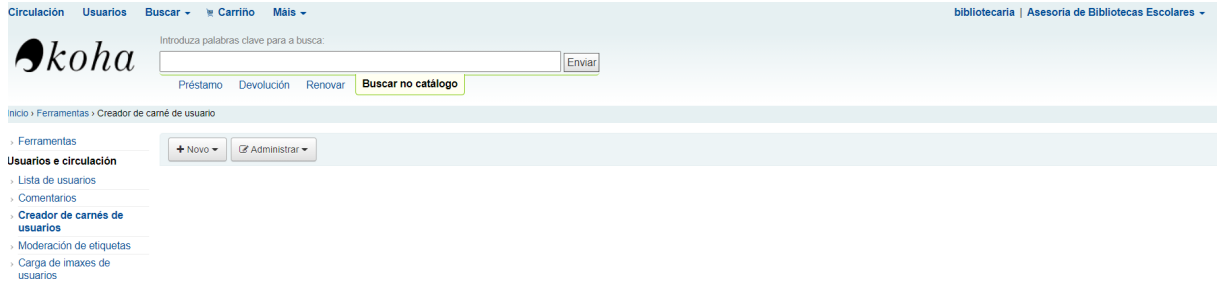 Circulación Usuarios Buscar Carriño Máis bibliotecaria | Asesoria de Bibliotecas Escolares
koha
Introduza palabras clave para a busca:
Enviar
Préstamo Devolución Renovar Buscar no catálogo
Inicio › Ferramentas › Creador de carné de usuario
› Ferramentas
+ Novo Administrar
Usuarios e circulación
› Lista de usuarios
› Comentarios
› Creador de carnés de
usuarios
› Moderación de etiquetas
› Carga de imaxes de
usuarios